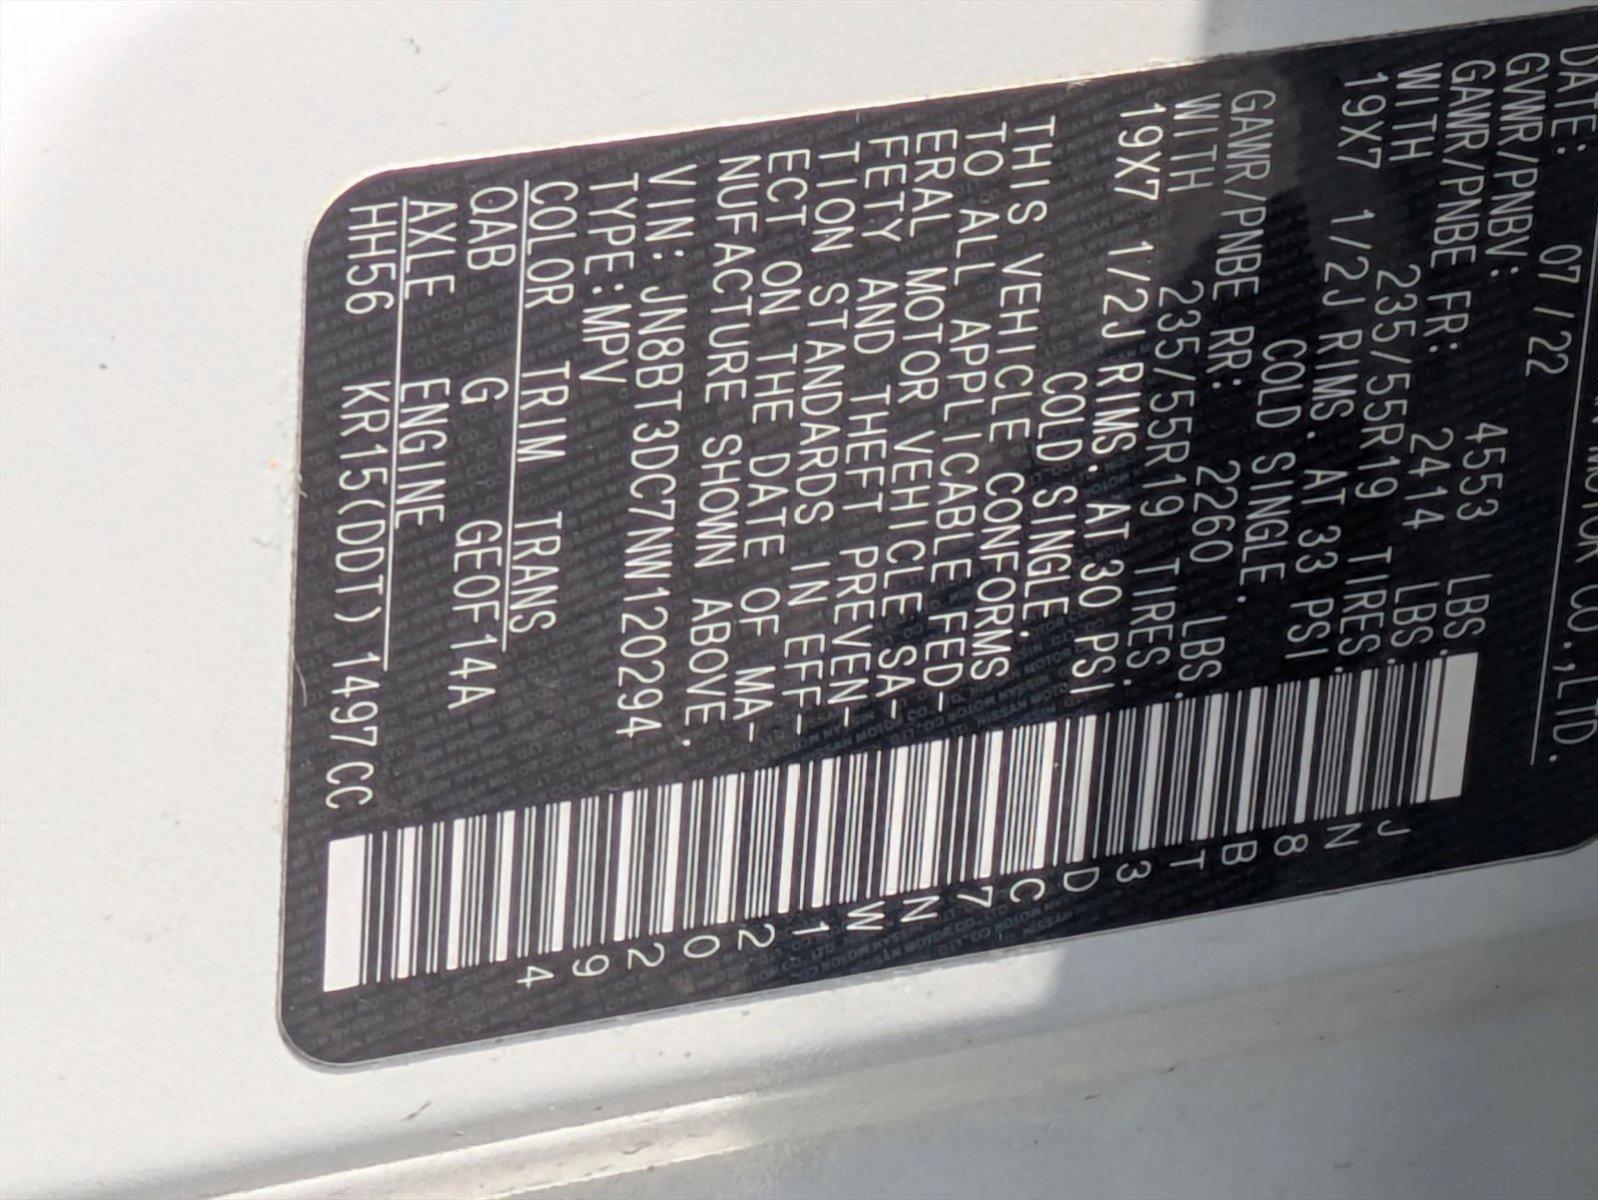 MOTOR CO.,LTD.
DATE: 07/22
GVWR/PNBV: 4553 LBS
GAWR/PNBE FR: 2414 LBS.
WITH 235/55R19 TIRES.
19X7 1/2J RIMS. AT 33 PSI
COLD SINGLE.
GAWR/PNBE RR: 2260 LBS.
WITH 235/55R19 TIRES.
19X7 1/2J RIMS. AT 30 PSI
COLD SINGLE.
THIS VEHICLE CONFORMS
TO ALL APPLICABLE FED-
ERAL MOTOR VEHICLE SA-
FETY AND THEFT PREVEN-
TION STANDARDS IN EFF-
ECT ON THE DATE OF MA-
NUFACTURE SHOWN ABOVE.
VIN: JN8BT3DC7NW120294
TYPE:MPV
COLOR TRIM TRANS
QAB G GE0F14A
AXLE ENGINE
HH56 KR15(DDT) 1497CC
JN8BT3DC7NW120294